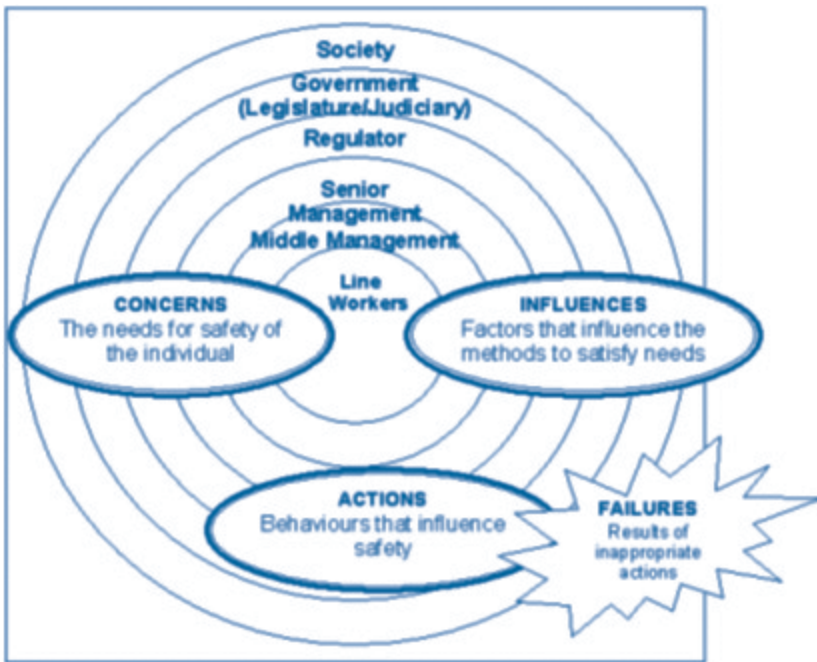 Society
Government
(Legislature/Judiciary)
Regulator
Senior
Management
Middle Management
Line
Workers
CONCERNS
The needs for safety of
the individual
INFLUENCES
Factors that influence the
methods to satisfy needs
ACTIONS
Behaviours that influence
safety
FAILURES
Results of
inappropriate
actions